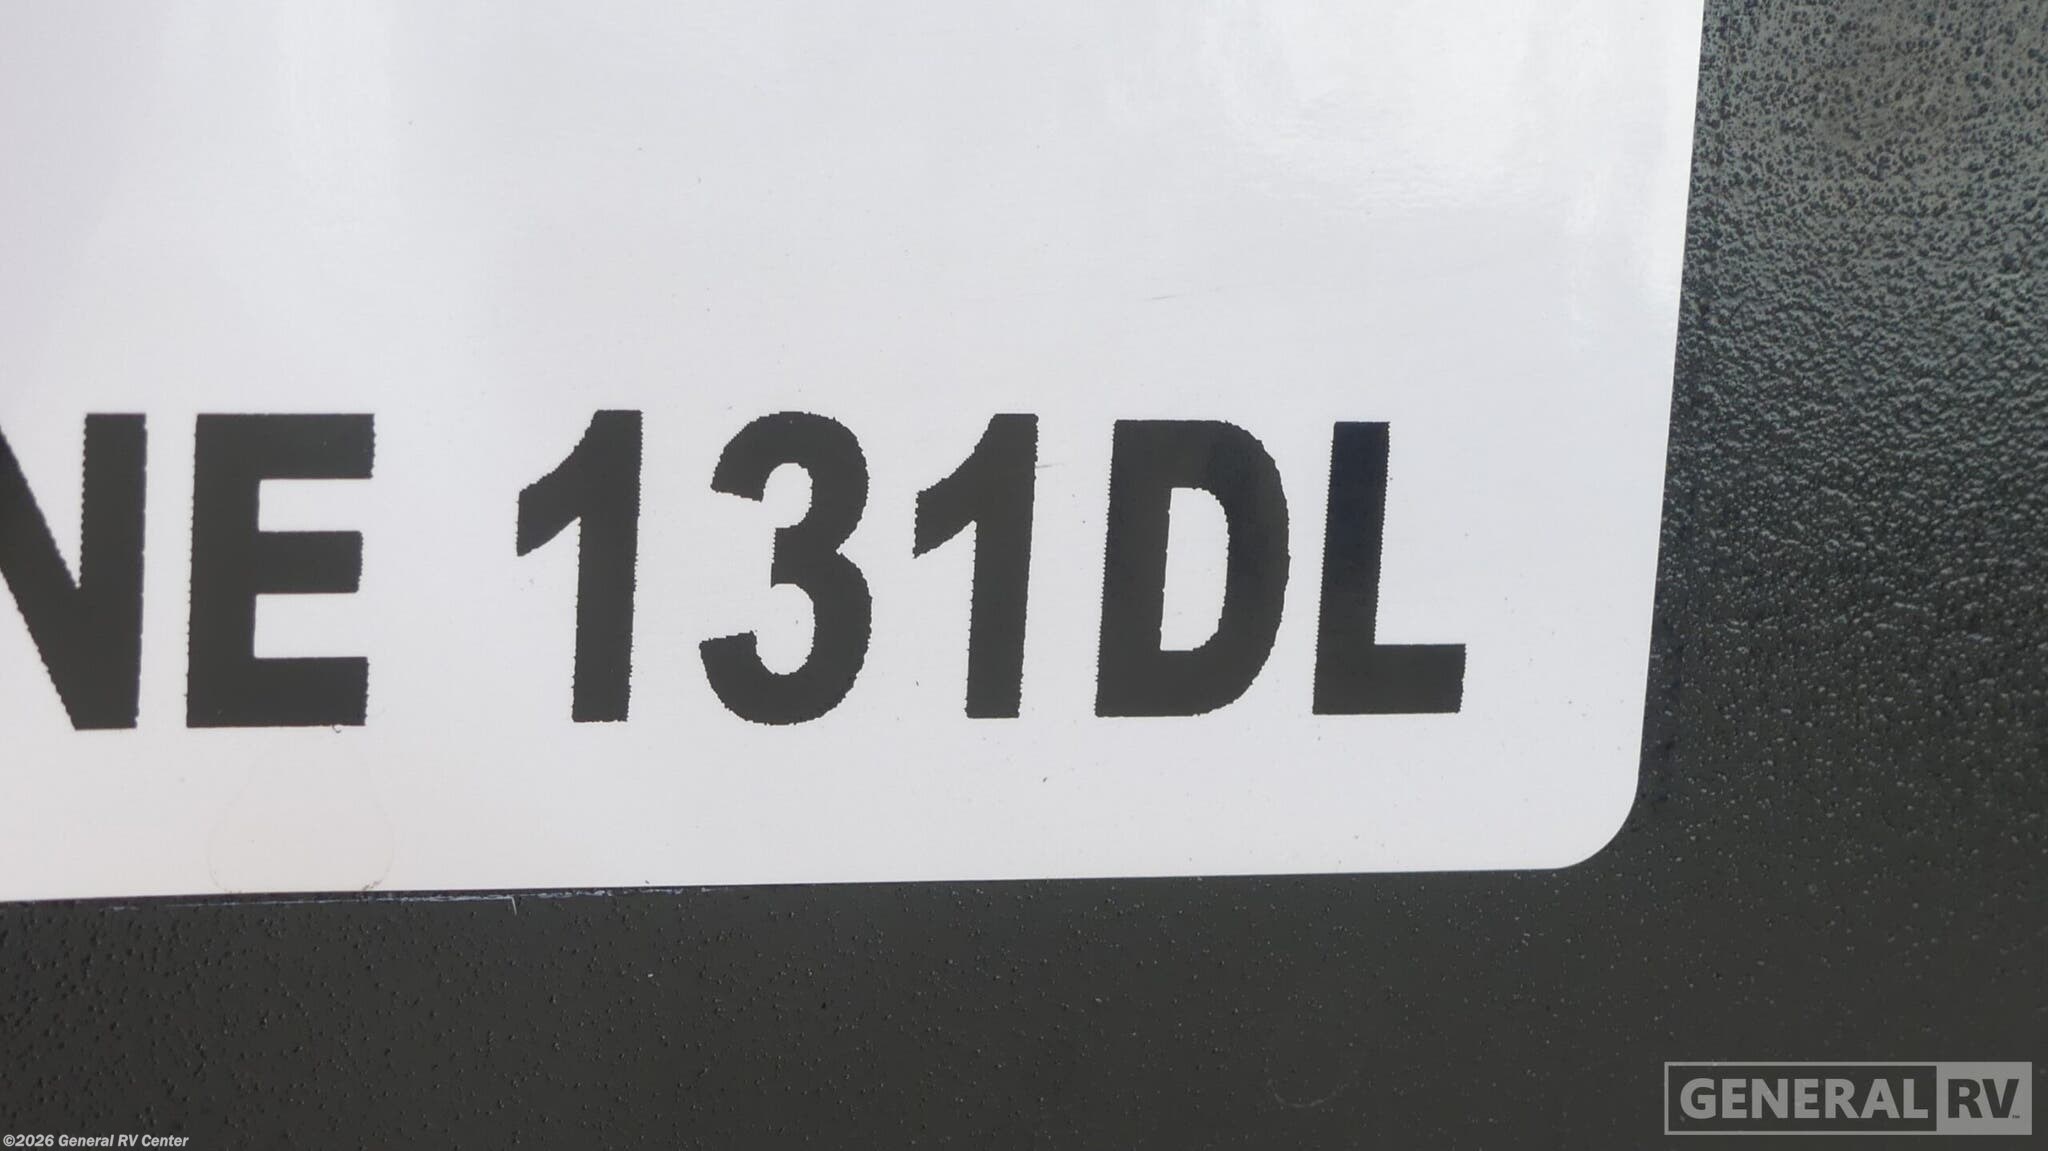 NE 131DL
GENERAL RV
©2026 General RV Center